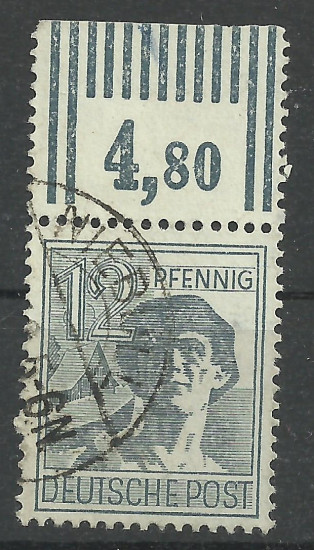 4,80
12 PFENNIG
DEUTSCHE POST